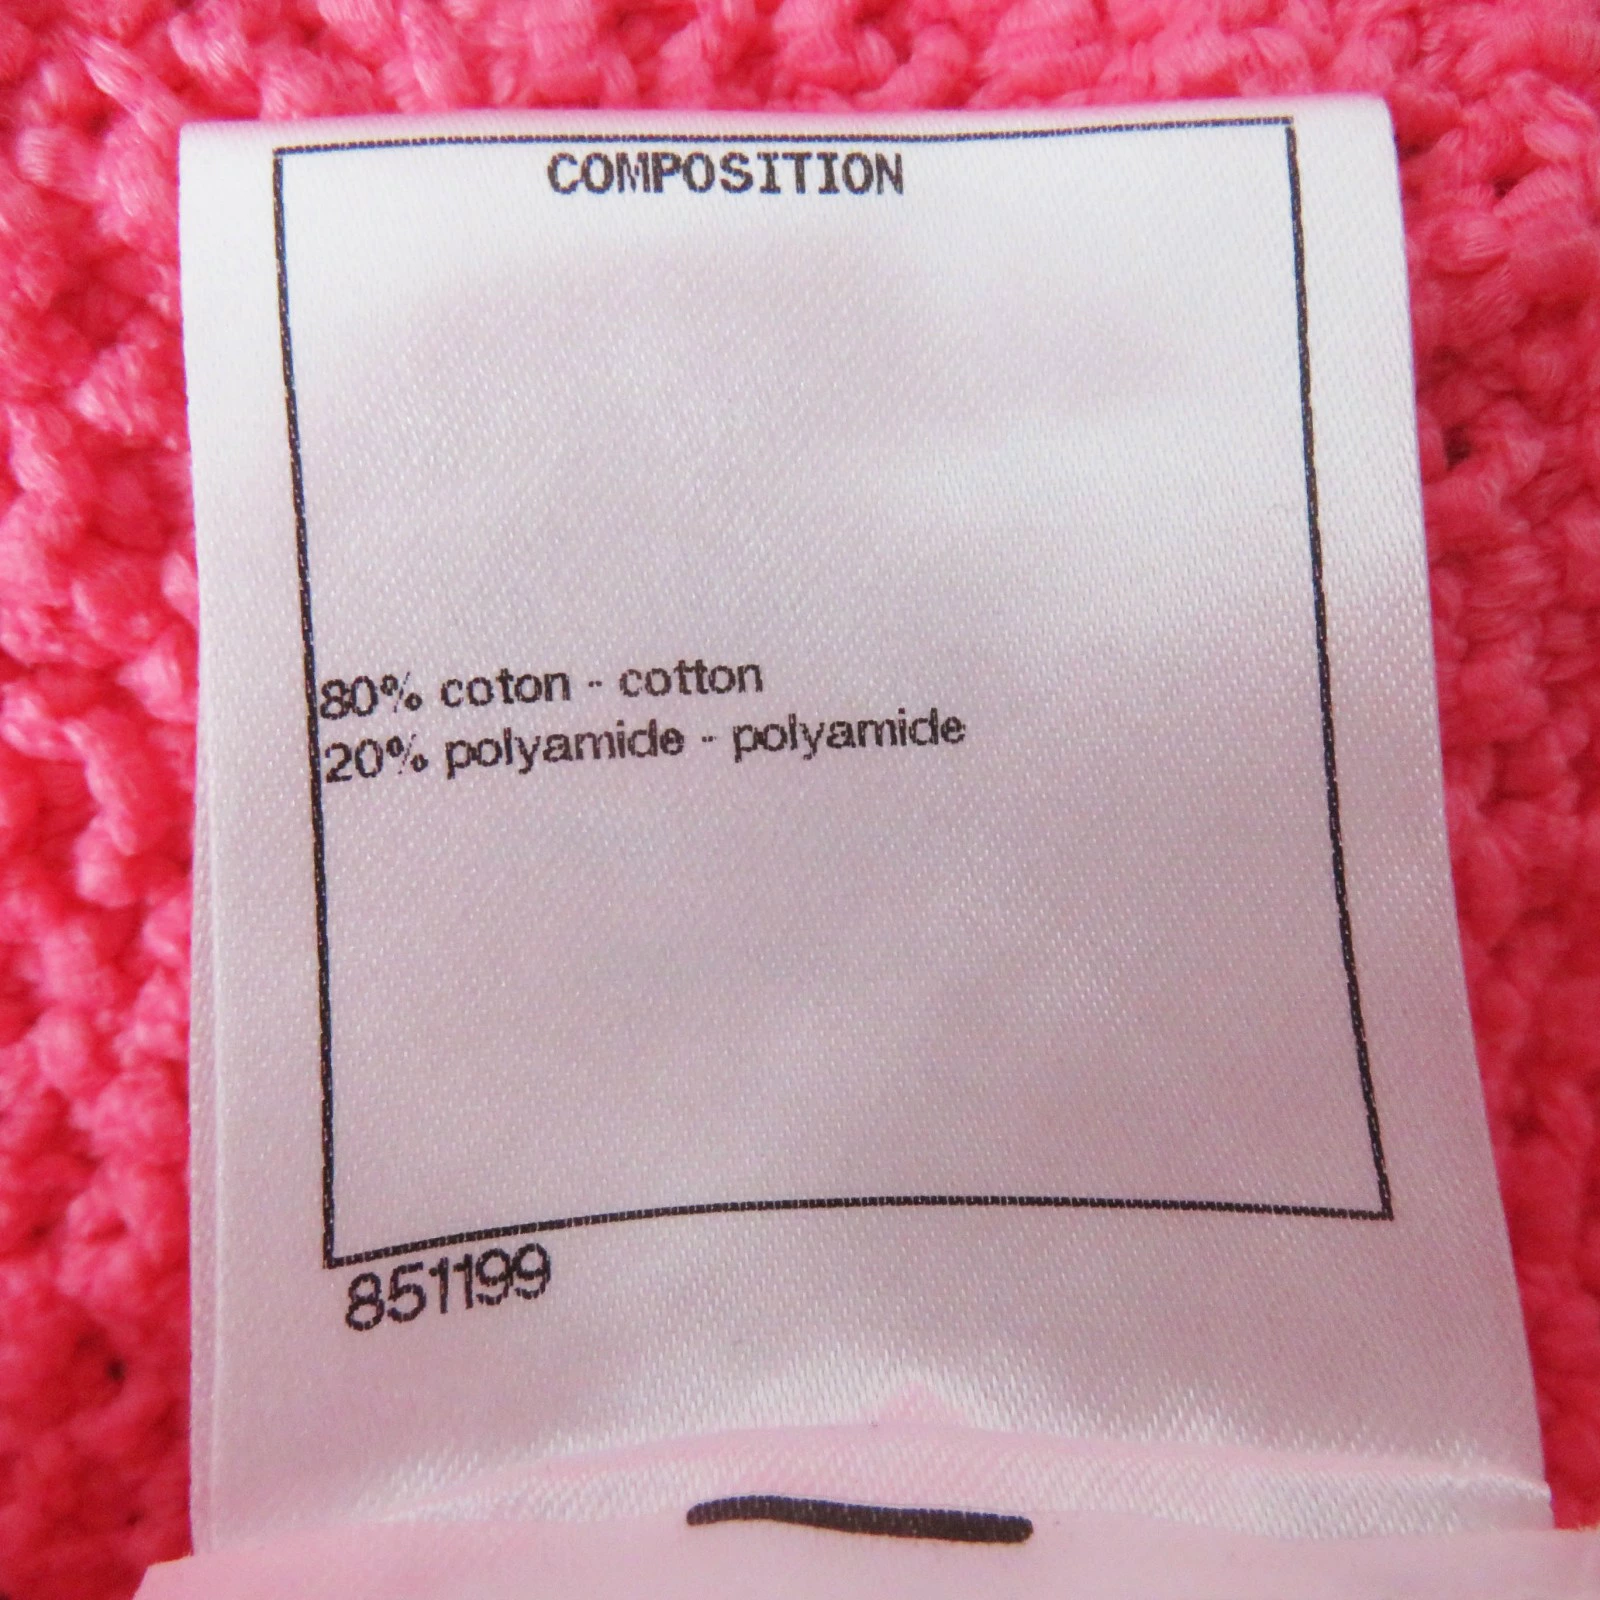 COMPOSITION
80% coton - cotton
20% polyamide - polyamide
851199